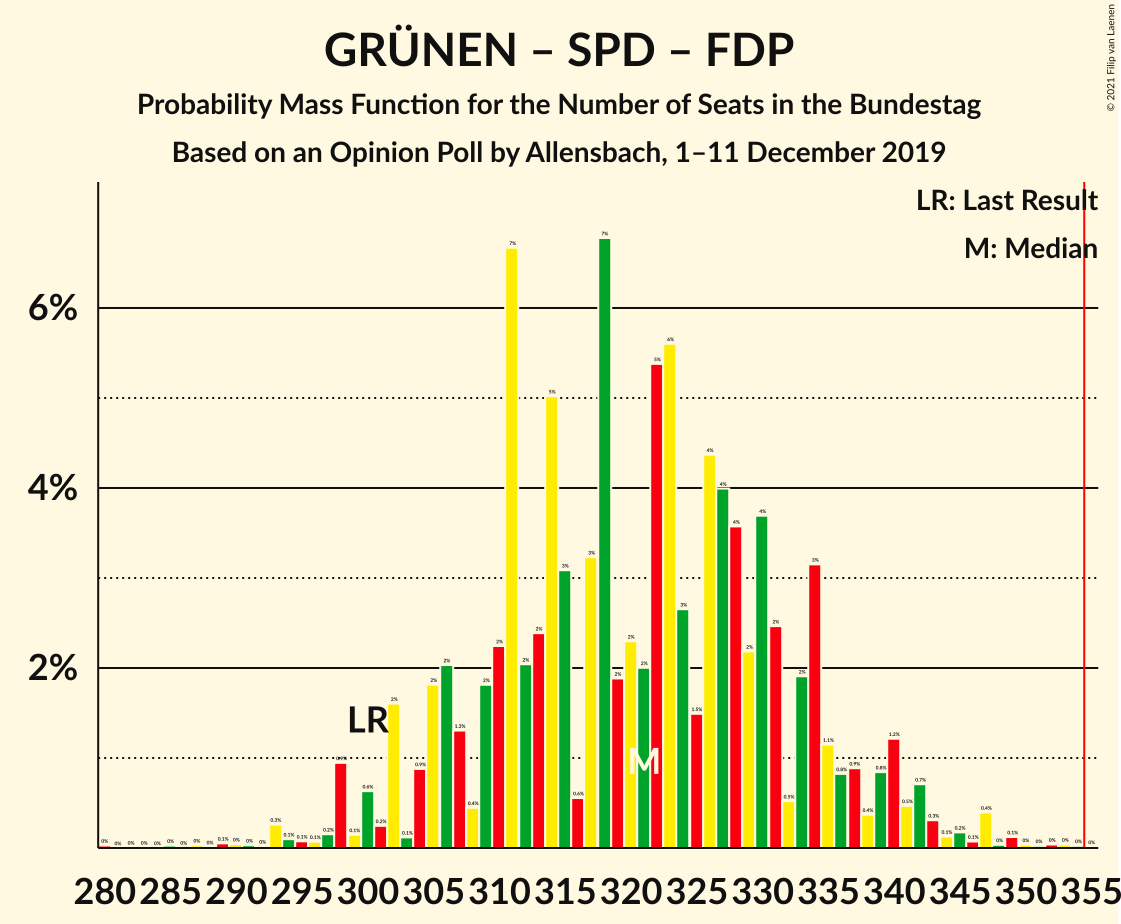 © 2021 Filip van Laenen
GRÜNEN – SPD – FDP
Probability Mass Function for the Number of Seats in the Bundestag
Based on an Opinion Poll by Allensbach, 1–11 December 2019
LR: Last Result
M: Median
6%
4%
2%
LR
M
280 285 290 295 300 305 310 315 320 325 330 335 340 345 350 355